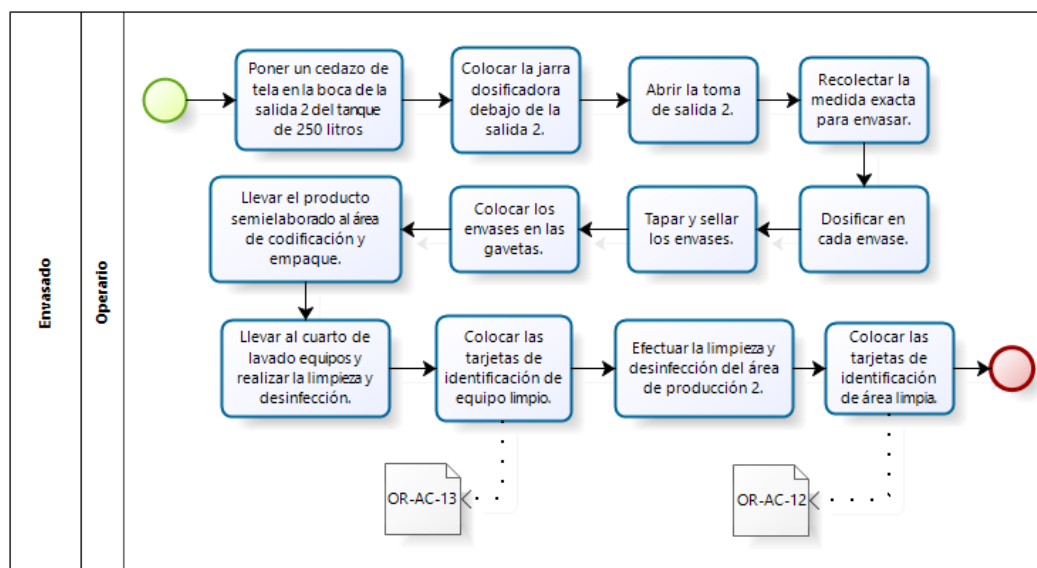 Envasado
Operario
Poner un cedazo de
tela en la boca de la
salida 2 del tanque
de 250 litros
Colocar la jarra
dosificadora
debajo de la
salida 2.
Abrir la toma
de salida 2.
Recolectar la
medida exacta
para envasar.
Dosificar en
cada envase.
Tapar y sellar
los envases.
Colocar los
envases en las
gavetas.
Llevar el producto
semielaborado al área
de codificación y
empaque.
Llevar al cuarto de
lavado equipos y
realizar la limpieza y
desinfección.
Colocar las
tarjetas de
identificación de
equipo limpio.
Efectuar la limpieza y
desinfección del área
de producción 2.
Colocar las
tarjetas de
identificación
de área limpia.
OR-AC-13
OR-AC-12